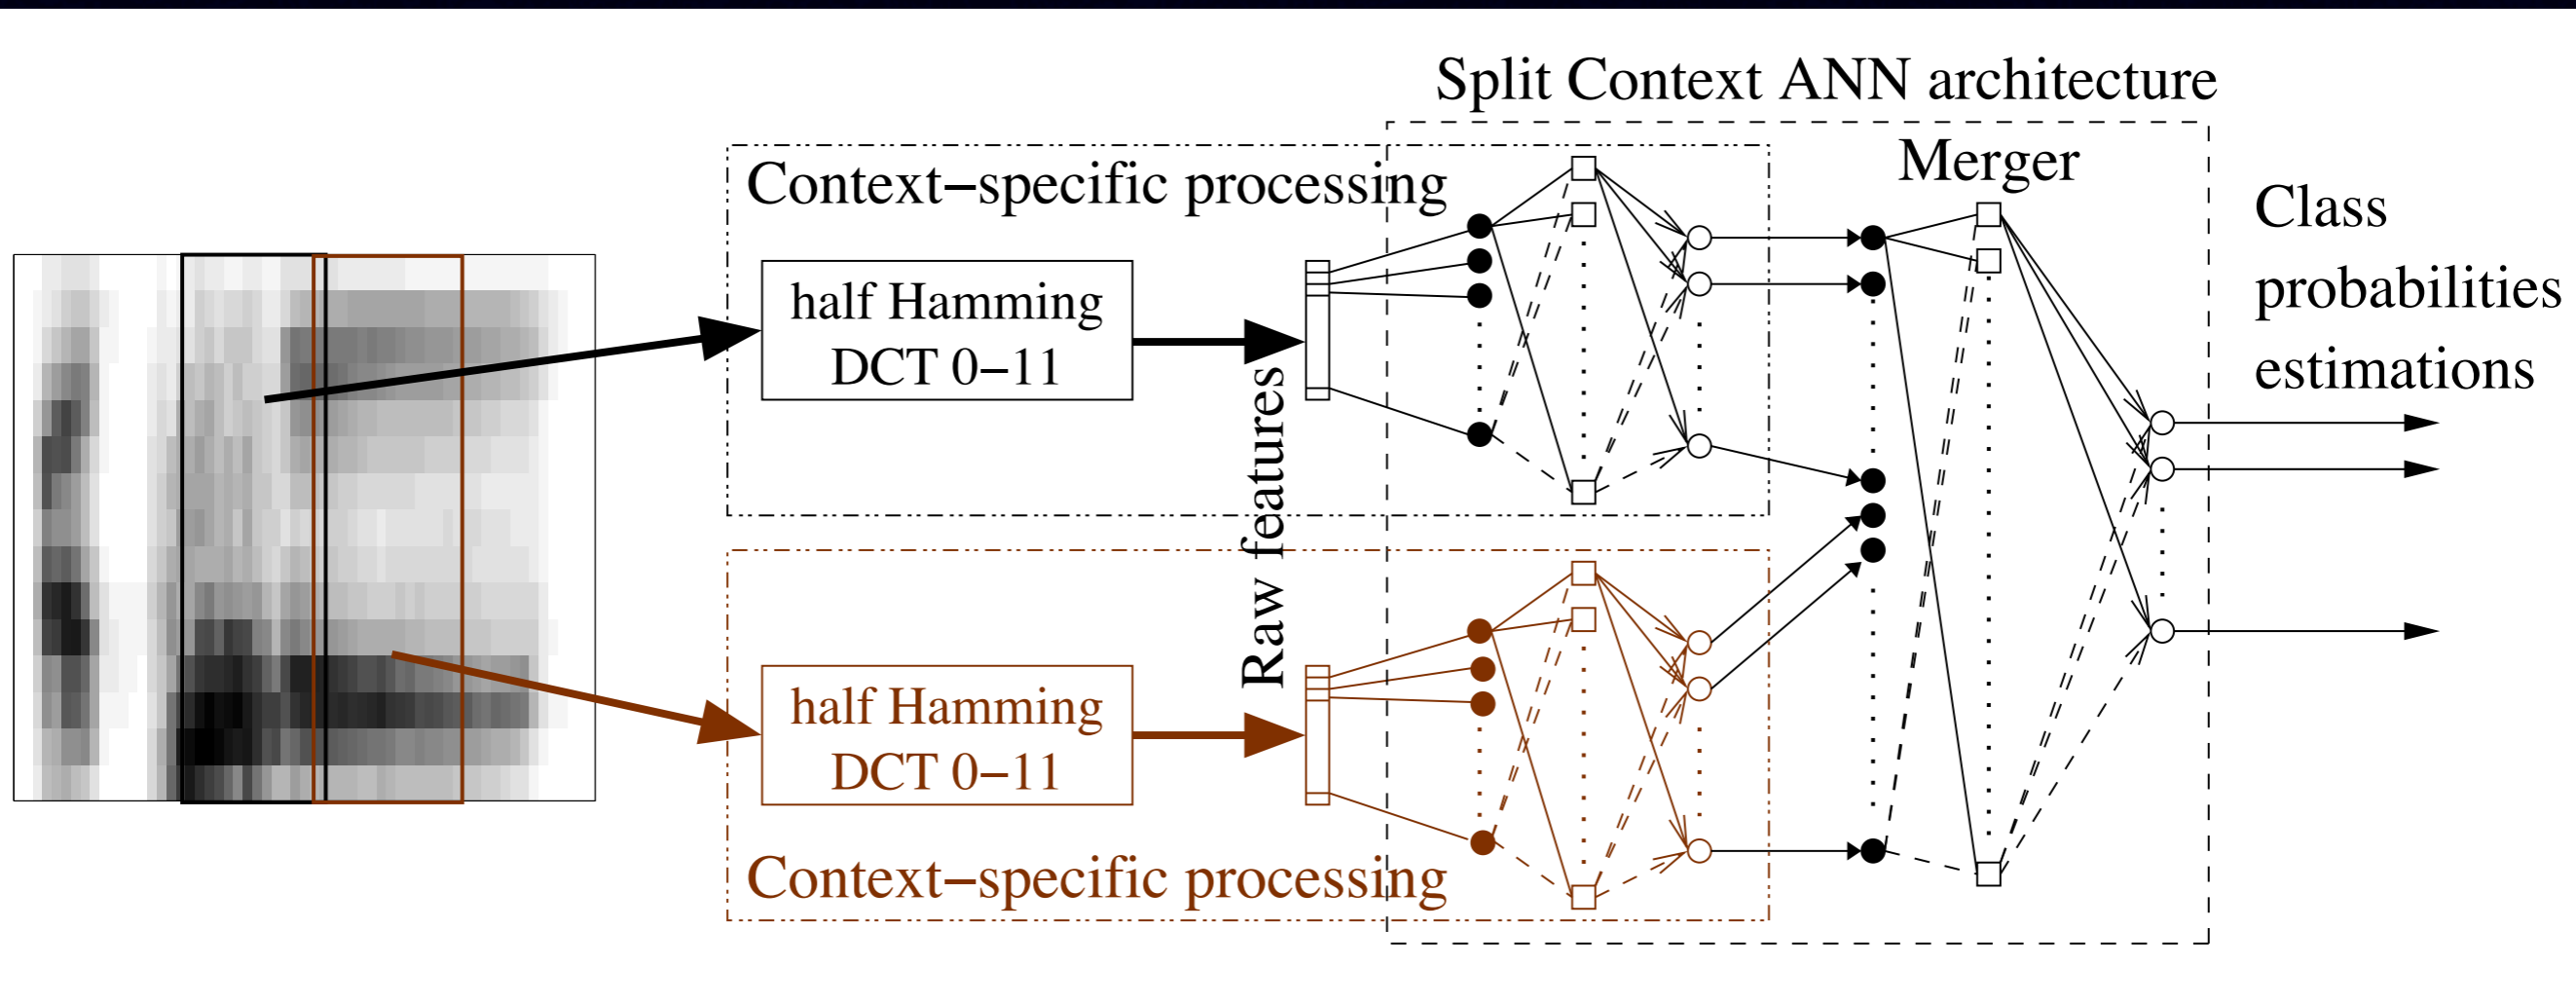 Split Context ANN architecture
Context–specific processing
Merger
Class
probabilities
estimations
half Hamming
DCT 0–11
Raw features
half Hamming
DCT 0–11
Context–specific processing